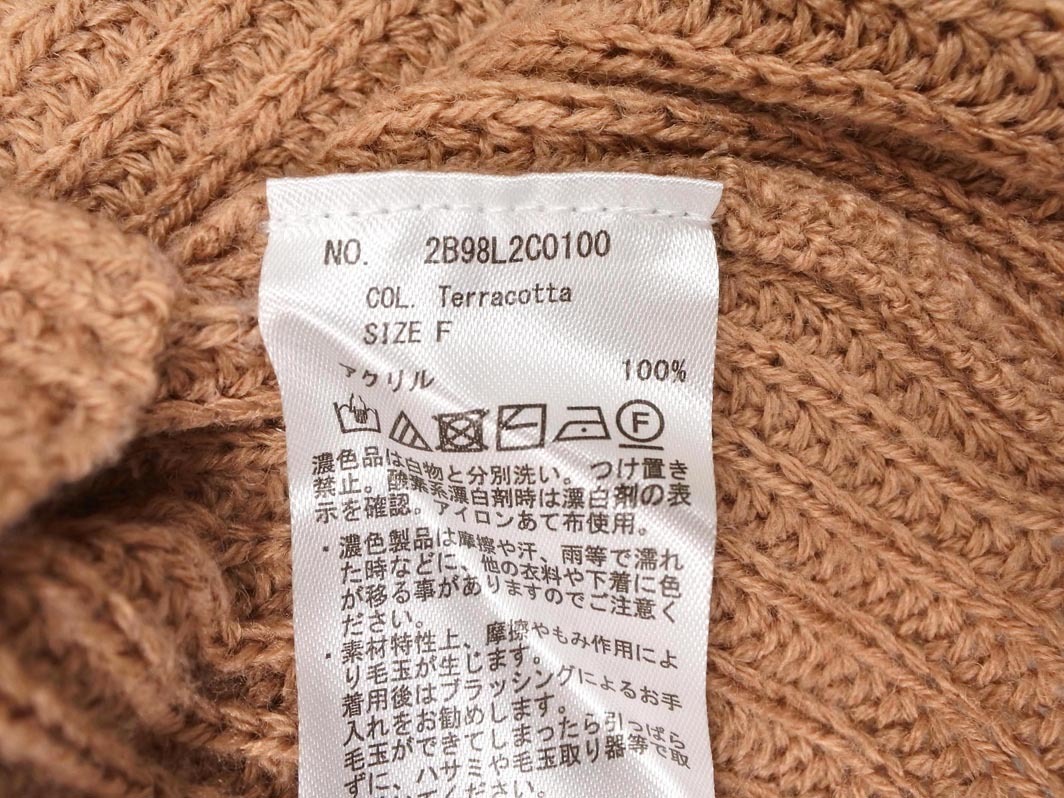 NO. 2B98L2C0100
COL. Terracotta
SIZE F
アクリル 100%
F
濃色品は白物と分別洗い。つけ置き
禁止。酸素系漂白剤時は漂白剤の表
示を確認。アイロンあて布使用。
・濃色製品は摩擦や汗、雨等で濡れ
た時などに、他の衣料や下着に色
が移る事がありますのでご注意く
ださい。
・素材特性上、摩擦やもみ作用によ
り毛玉が生じます。
着用後はブラッシングによるお手
入れをお勧めします。
毛玉ができてしまったら引っぱら
ずに、ハサミや毛玉取り器等で取
ください。